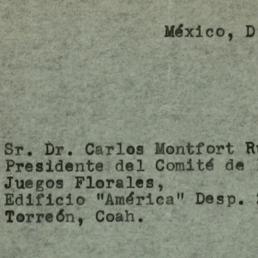 México, D
Sr. Dr. Carlos Montfort
Presidente del Comité de
Juegos Florales,
Edificio "América" Desp.
Torreón, Coah.